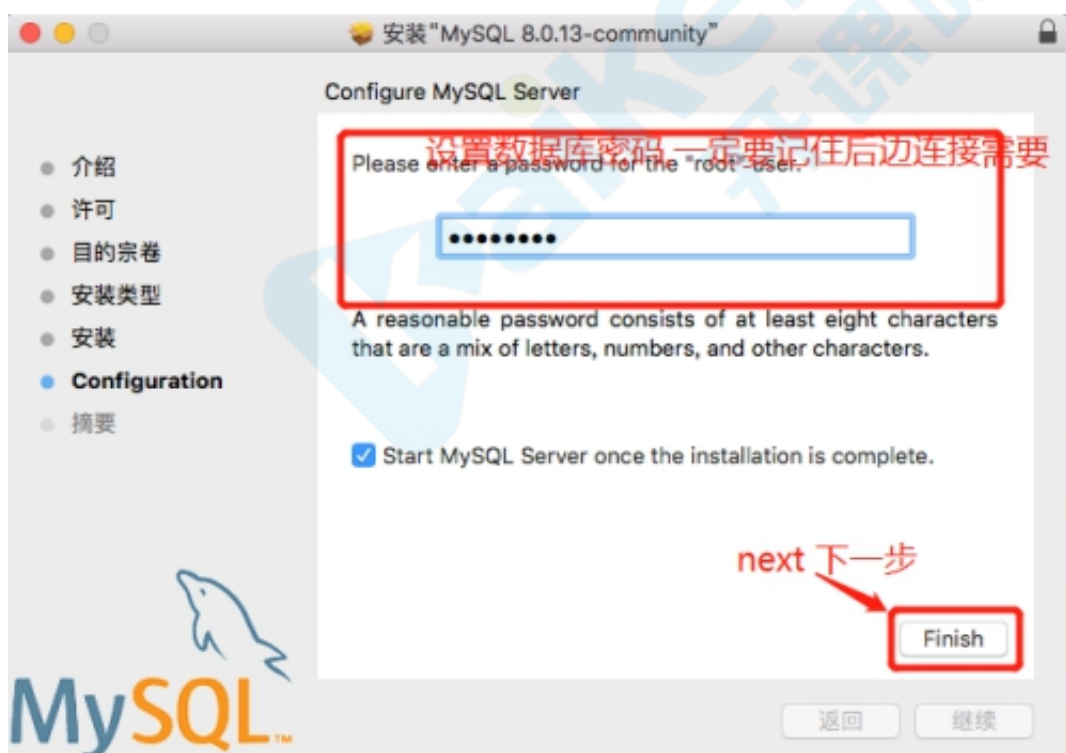 安装“MySQL 8.0.13-community”
Configure MySQL Server
设置数据库密码 一定要记住后边连接需要
Please enter a password for the "root" user.
介绍
许可
目的宗卷
安装类型
安装
Configuration
摘要
A reasonable password consists of at least eight characters
that are a mix of letters, numbers, and other characters.
Start MySQL Server once the installation is complete.
next 下一步
Finish
MySQL™
返回
继续